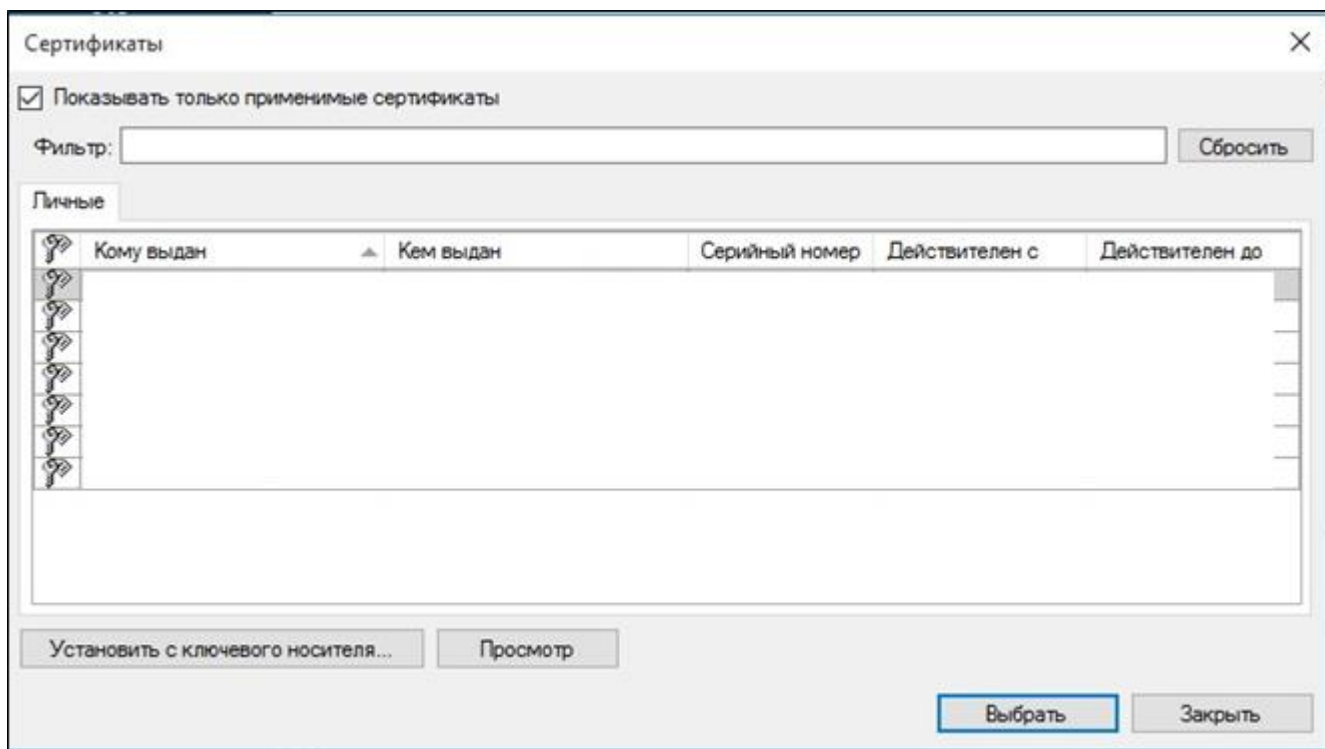 Сертификаты
Показывать только применимые сертификаты
Фильтр: Сбросить
Личные
Кому выдан Кем выдан Серийный номер Действителен с Действителен до
Установить с ключевого носителя... Просмотр
Выбрать Закрыть